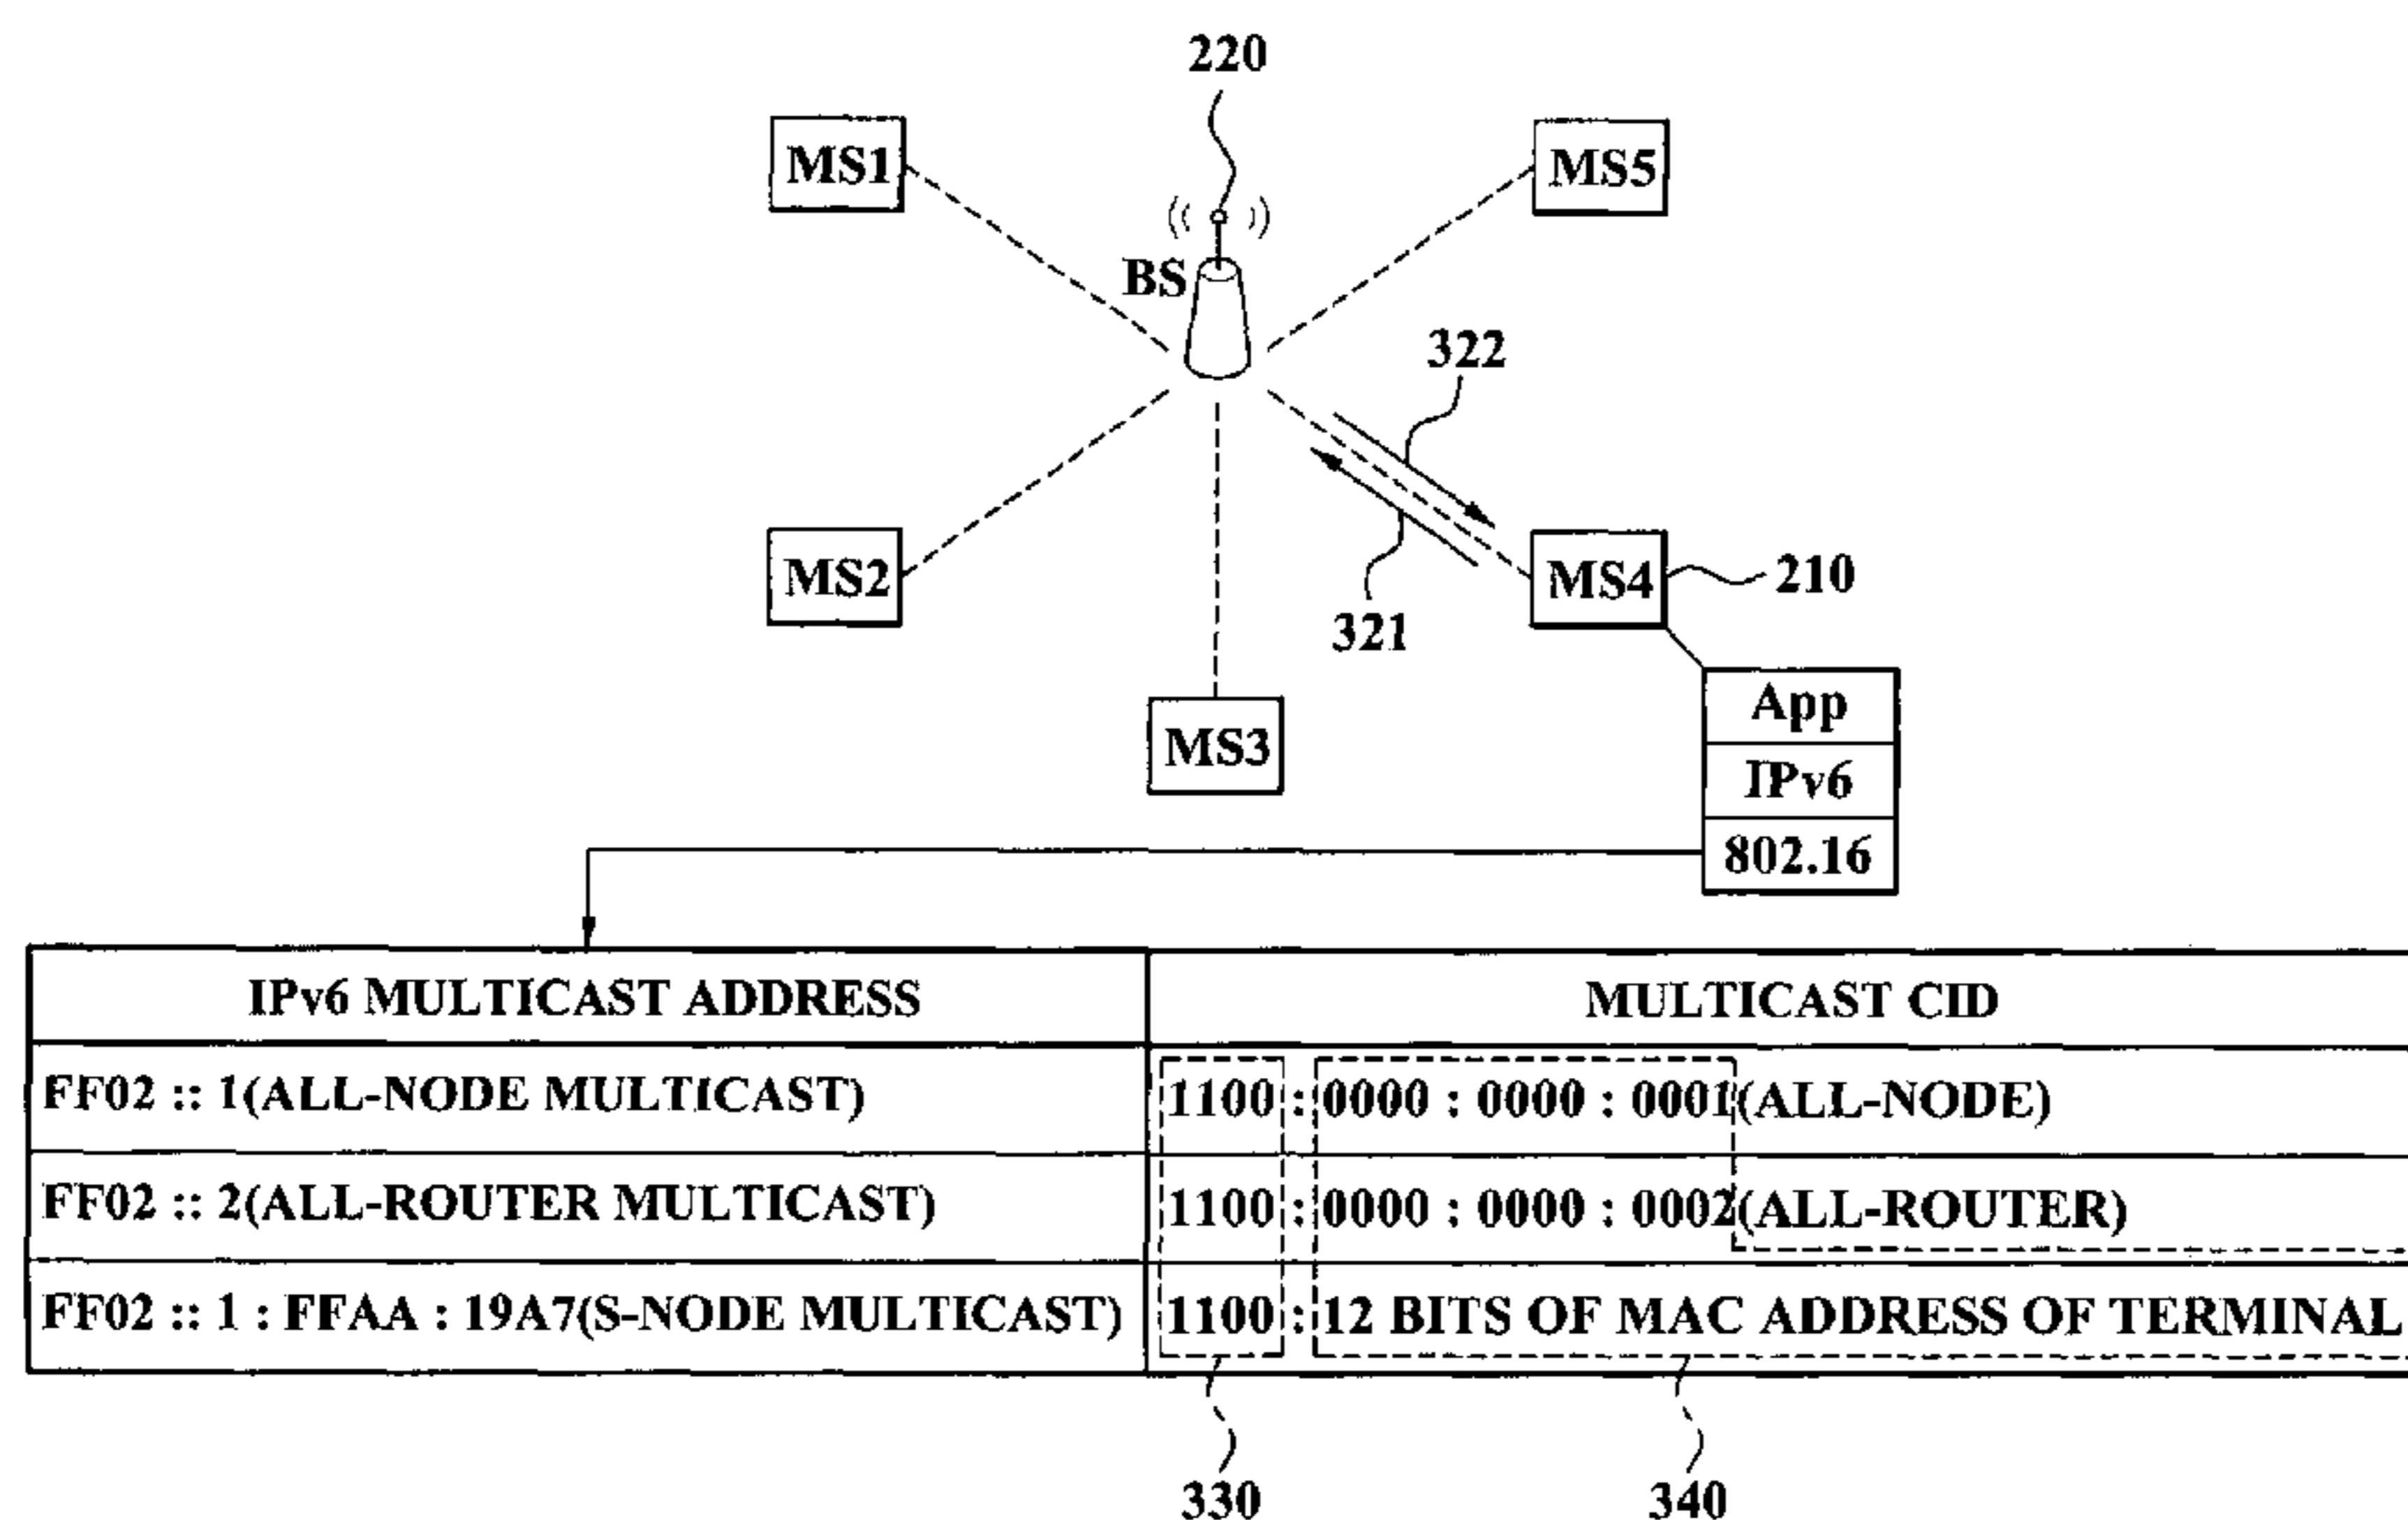 220
MS1
MS5
BS
322
MS2
MS4
210
321
MS3
App
IPv6
802.16
IPv6 MULTICAST ADDRESS
MULTICAST CID
FF02 :: 1(ALL-NODE MULTICAST)
1100 : 0000 : 0000 : 0001(ALL-NODE)
FF02 :: 2(ALL-ROUTER MULTICAST)
1100 : 0000 : 0000 : 0002(ALL-ROUTER)
FF02 :: 1 : FFAA : 19A7(S-NODE MULTICAST)
1100 : 12 BITS OF MAC ADDRESS OF TERMINAL
330
340